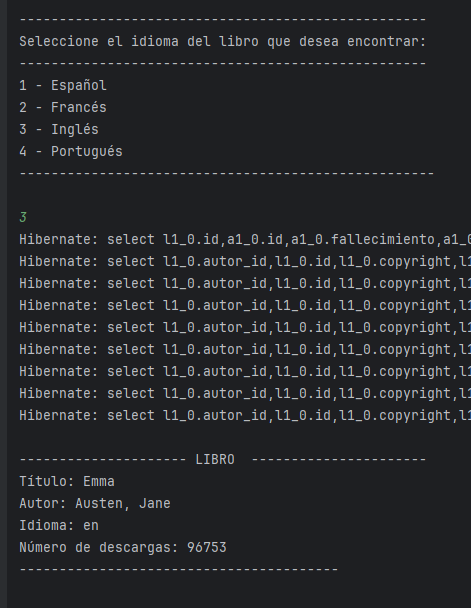 ---------------------------------------------------
Seleccione el idioma del libro que desea encontrar:
---------------------------------------------------
1 - Español
2 - Francés
3 - Inglés
4 - Portugués
----------------------------------------------------
3
Hibernate: select l1_0.id,a1_0.id,a1_0.fallecimiento,a1_0
Hibernate: select l1_0.autor_id,l1_0.id,l1_0.copyright,l1
Hibernate: select l1_0.autor_id,l1_0.id,l1_0.copyright,l1
Hibernate: select l1_0.autor_id,l1_0.id,l1_0.copyright,l1
Hibernate: select l1_0.autor_id,l1_0.id,l1_0.copyright,l1
Hibernate: select l1_0.autor_id,l1_0.id,l1_0.copyright,l1
Hibernate: select l1_0.autor_id,l1_0.id,l1_0.copyright,l1
Hibernate: select l1_0.autor_id,l1_0.id,l1_0.copyright,l1
Hibernate: select l1_0.autor_id,l1_0.id,l1_0.copyright,l1
--------------------- LIBRO  ----------------------
Título: Emma
Autor: Austen, Jane
Idioma: en
Número de descargas: 96753
----------------------------------------